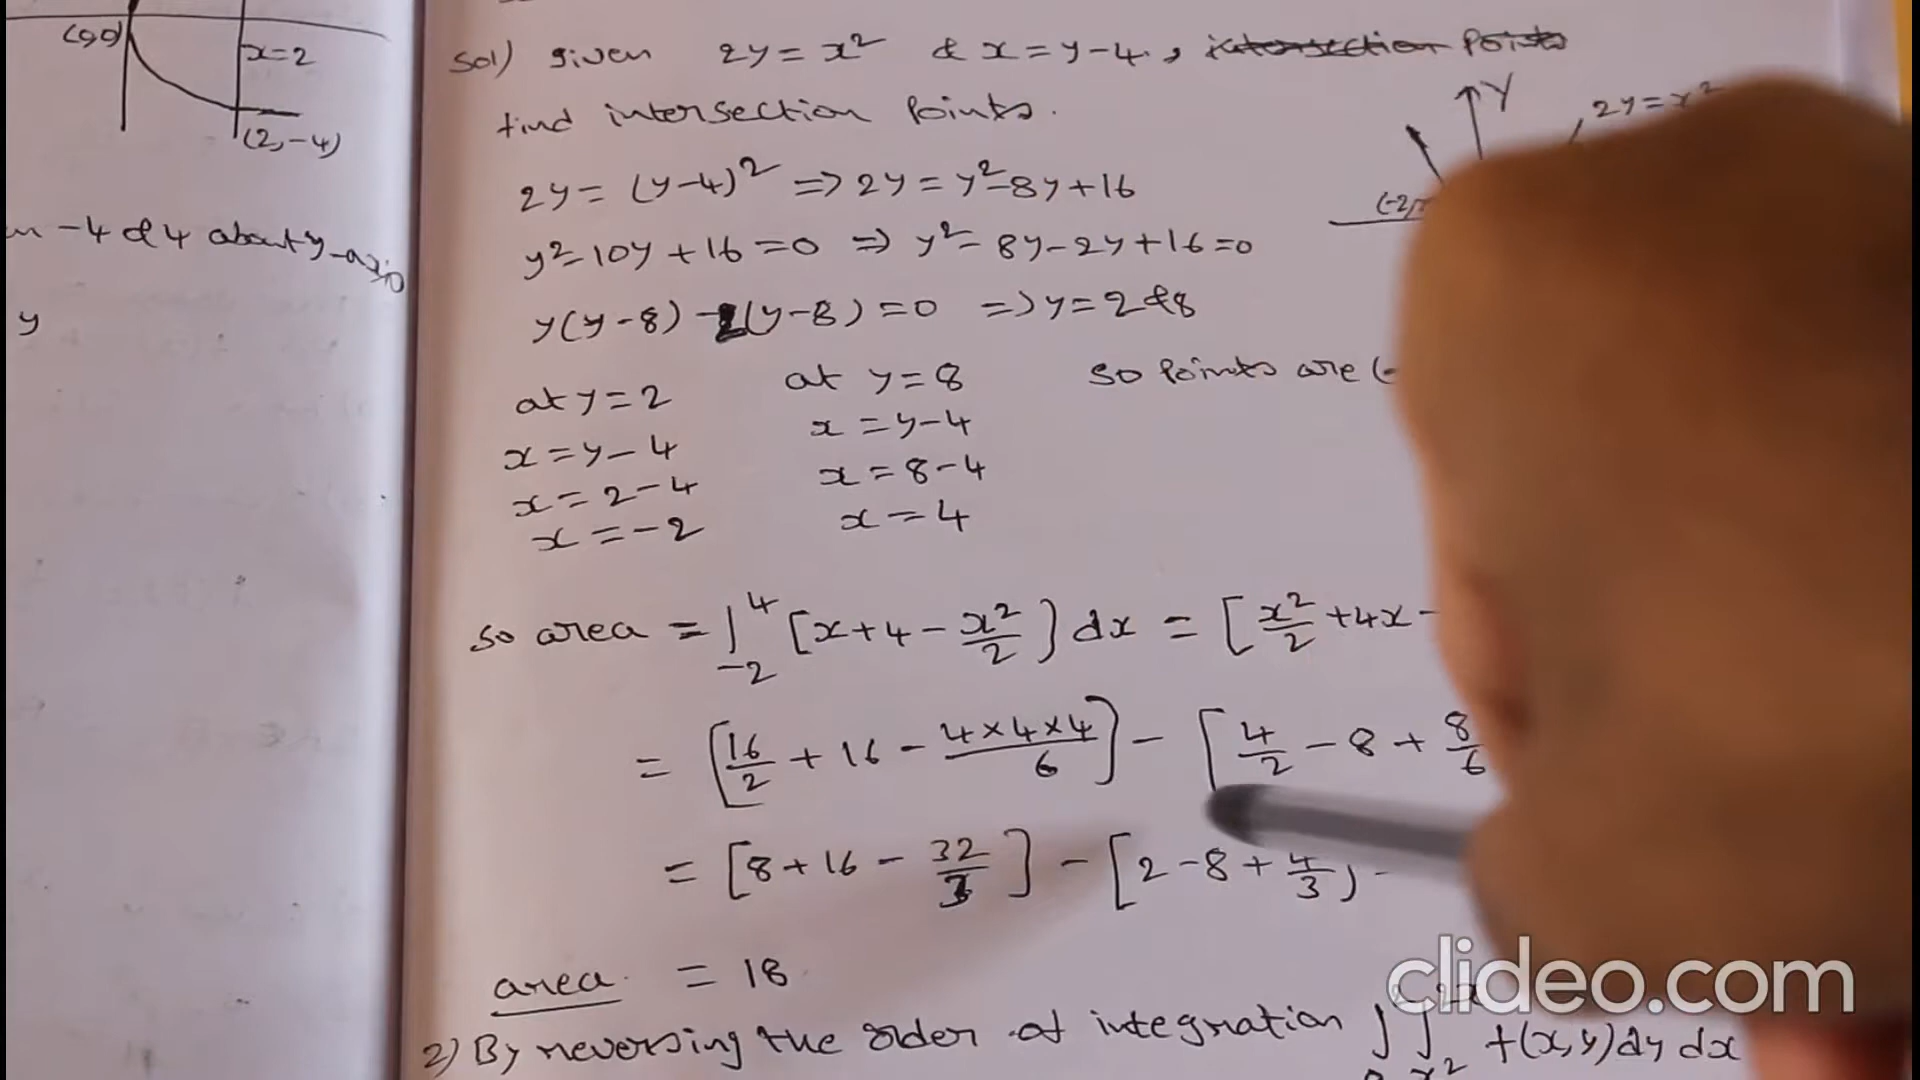 (0,0)
x=2
(2,-4)
-4 & 4 about y-axis
y
Sol) given 2y = x² & x = y-4, intersection points
find intersection points.
Y
2y = x²
2y = (y-4)² => 2y = y²-8y+16
(-2,
y²-10y+16=0 => y²-8y-2y+16=0
y(y-8)-2(y-8)=0 => y=2&8
at y=2
at y=8
so points are (-
x=y-4
x=y-4
x=2-4
x=8-4
x=-2
x=4
so area = ∫₋₂⁴ [x+4-x²/2] dx = [x²/2+4x-
= [16/2+16-4×4×4/6] - [4/2-8+8/6
= [8+16-32/3] - [2-8+4/3]
area = 18
clideo.com
2) By reversing the order of integration ∫∫ f(x,y) dy dx